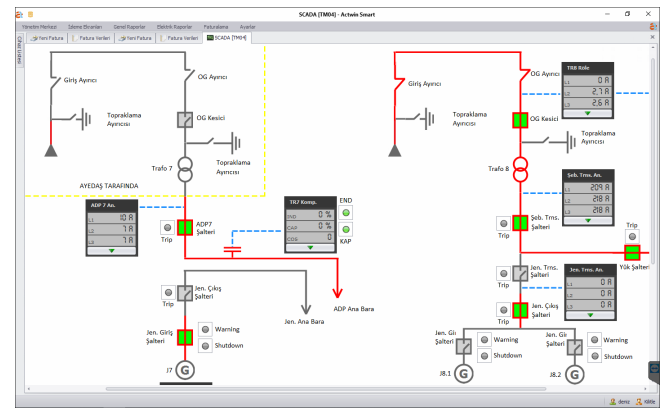 SCADA [TM04] - Actwin Smart
Yönetim Merkezi İzleme Ekranları Genel Raporlar Elektrik Raporlar Faturalama Ayarlar
Yeni Fatura Fatura Verileri Yeni Fatura Fatura Verileri SCADA [TM04]
Giriş Ayırıcı
OG Ayırıcı
Topraklama
Ayırıcısı
OG Kesici
Topraklama
Ayırıcısı
Trafo 7
AYEDAŞ TARAFINDA
ADP 7 An.
L1 10 A
L2 7 A
L3 7 A
ADP7
Şalteri
Trip
TR7 Komp.
IND 0 %
CAP 0 %
COS 0
END
KAP
Jen. Çıkış
Şalteri
Trip
Jen. Ana Bara
ADP Ana Bara
Jen. Giriş
Şalteri
Warning
Shutdown
J7
G
Giriş Ayırıcı
OG Ayırıcı
TR8 Röle
L1 0 A
L2 2,7 A
L3 2,6 A
Topraklama
Ayırıcısı
OG Kesici
Topraklama
Ayırıcısı
Trafo 8
Şeb. Trns. An.
L1 209 A
L2 218 A
L3 218 A
Şeb. Trns.
Şalteri
Trip
Trip
Yük Şalteri
Jen. Trns.
Şalteri
Trip
Jen. Trns. An.
L1 0 A
L2 0 A
L3 0 A
Jen. Çıkış
Şalteri
Trip
Jen. Gi
Şalteri
Warning
Shutdown
J8.1
G
Jen. Gi
Şalteri
Warning
Shutdown
J8.2
G
deniz Kilitle